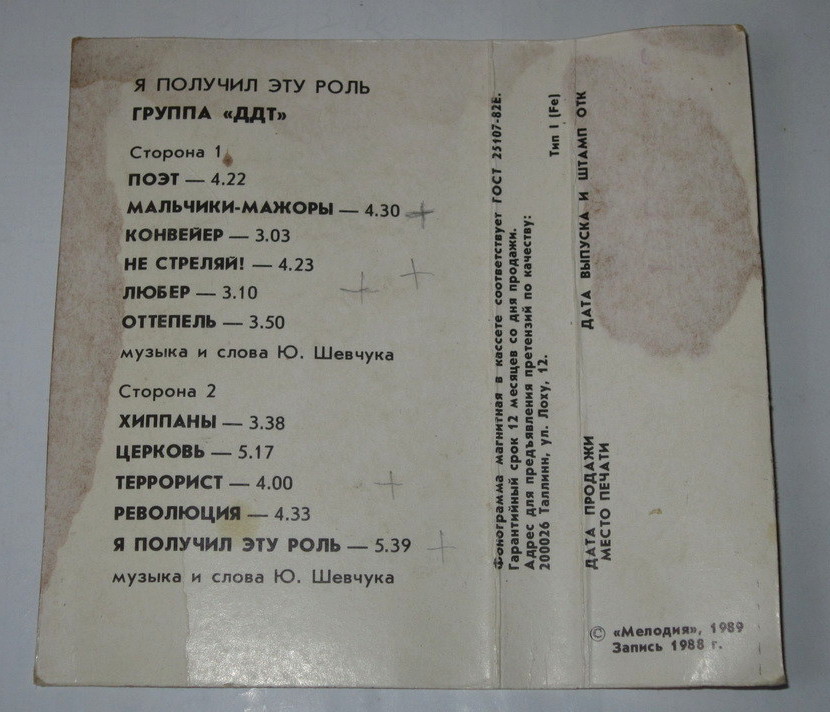 Я ПОЛУЧИЛ ЭТУ РОЛЬ
ГРУППА «ДДТ»
Сторона 1
ПОЭТ — 4.22
МАЛЬЧИКИ-МАЖОРЫ — 4.30 +
КОНВЕЙЕР — 3.03
НЕ СТРЕЛЯЙ! — 4.23 +
ЛЮБЕР — 3.10 +
ОТТЕПЕЛЬ — 3.50
музыка и слова Ю. Шевчука
Сторона 2
ХИППАНЫ — 3.38
ЦЕРКОВЬ — 5.17
ТЕРРОРИСТ — 4.00 +
РЕВОЛЮЦИЯ — 4.33
Я ПОЛУЧИЛ ЭТУ РОЛЬ — 5.39 +
музыка и слова Ю. Шевчука
Фонограмма магнитная в кассете соответствует ГОСТ 25107-82Е.
Гарантийный срок 12 месяцев со дня продажи.
Адрес для предъявления претензий по качеству:
200026 Таллинн, ул. Лоху, 12.
Тип I (Fe)
ДАТА ВЫПУСКА И ШТАМП ОТК
ДАТА ПРОДАЖИ
МЕСТО ПЕЧАТИ
© «Мелодия», 1989
Запись 1988 г.